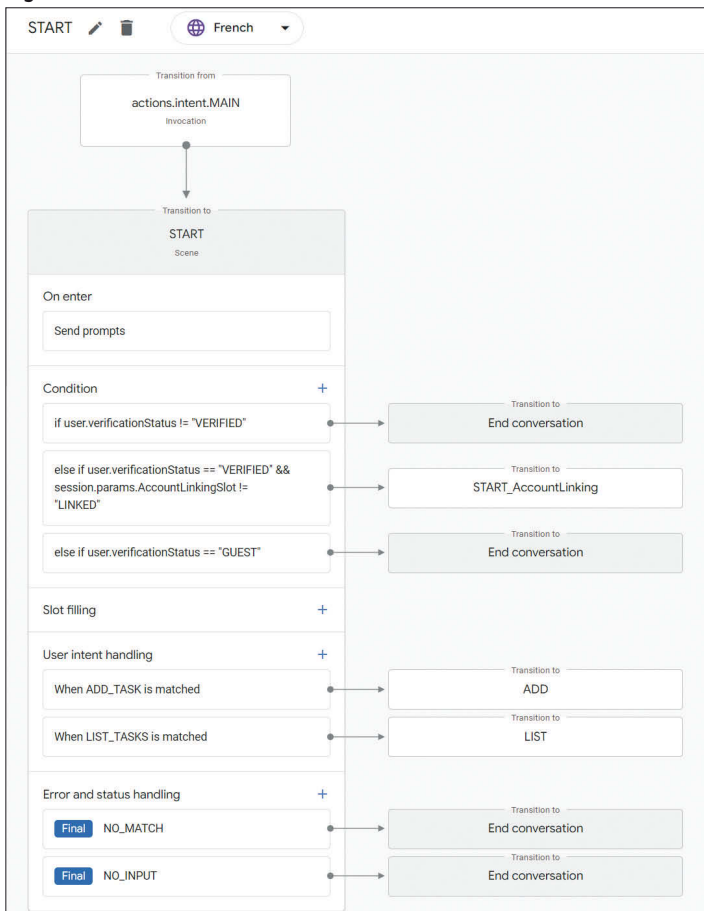 START
French
Transition from
actions.intent.MAIN
Invocation
Transition to
START
Scene
On enter
Send prompts
Condition +
if user.verificationStatus != "VERIFIED"
Transition to
End conversation
else if user.verificationStatus == "VERIFIED" &&
session.params.AccountLinkingSlot !=
"LINKED"
Transition to
START_AccountLinking
else if user.verificationStatus == "GUEST"
Transition to
End conversation
Slot filling +
User intent handling +
When ADD_TASK is matched
Transition to
ADD
When LIST_TASKS is matched
Transition to
LIST
Error and status handling +
Final NO_MATCH
Transition to
End conversation
Final NO_INPUT
Transition to
End conversation